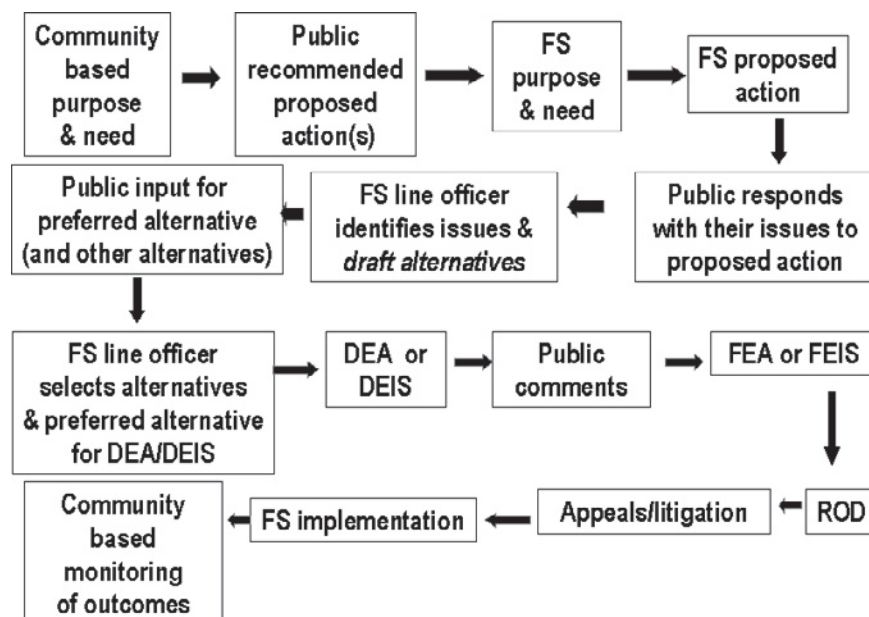 Community
based
purpose
& need
Public
recommended
proposed
action(s)
FS
purpose
& need
FS proposed
action
Public responds
with their issues to
proposed action
FS line officer
identifies issues &
draft alternatives
Public input for
preferred alternative
(and other alternatives)
FS line officer
selects alternatives
& preferred alternative
for DEA/DEIS
DEA or
DEIS
Public
comments
FEA or FEIS
ROD
Appeals/litigation
FS implementation
Community
based
monitoring
of outcomes